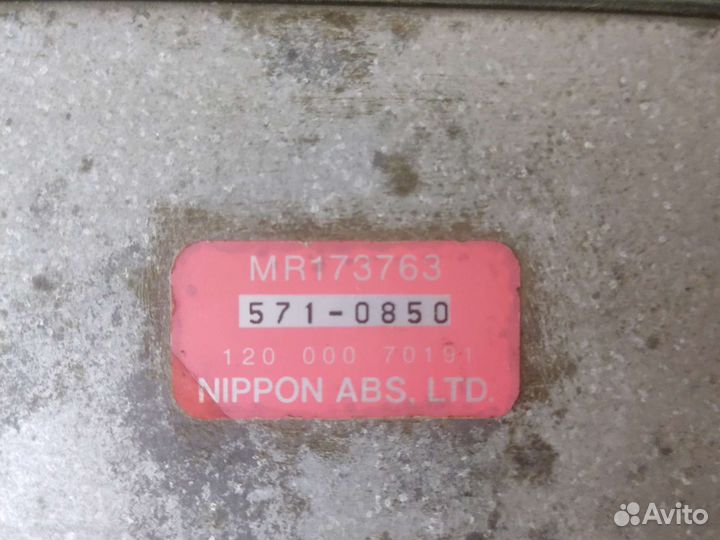 MR173763
571-0850
120 000 70191
NIPPON ABS, LTD.
Avito